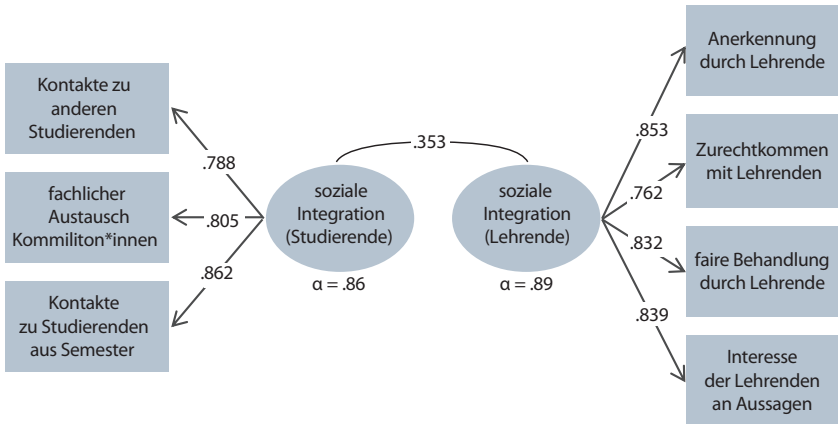 Kontakte zu
anderen
Studierenden
fachlicher
Austausch
Kommiliton*innen
Kontakte
zu Studierenden
aus Semester
.788
.805
.862
soziale
Integration
(Studierende)
α = .86
.353
soziale
Integration
(Lehrende)
α = .89
.853
.762
.832
.839
Anerkennung
durch Lehrende
Zurechtkommen
mit Lehrenden
faire Behandlung
durch Lehrende
Interesse
der Lehrenden
an Aussagen